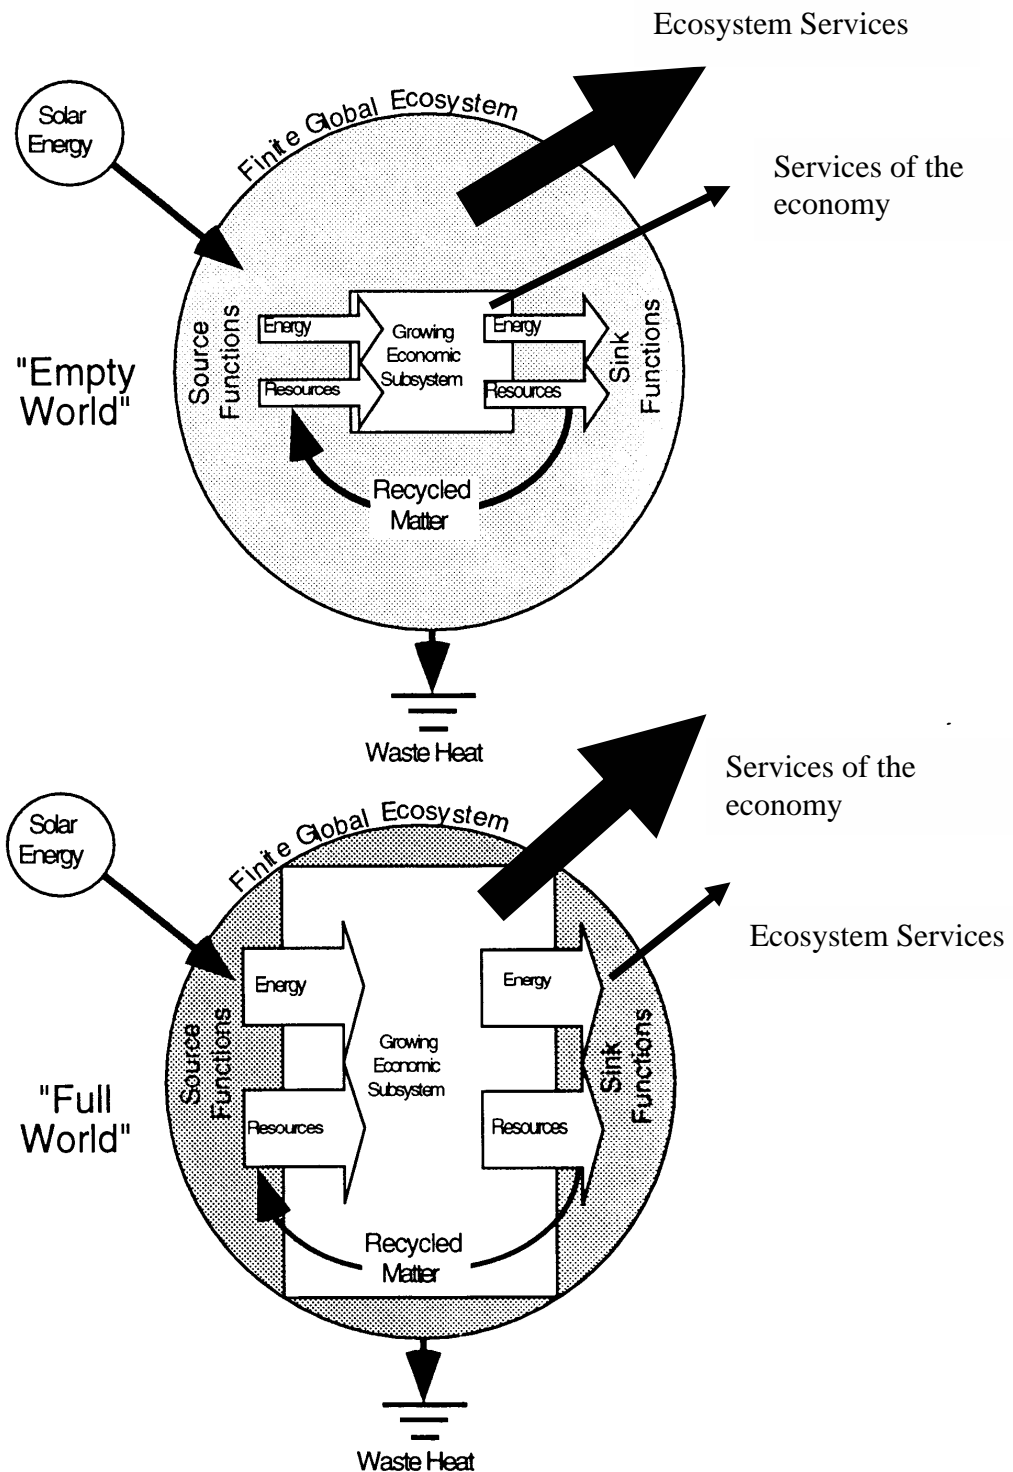 Ecosystem Services
Solar
Energy
Finite Global Ecosystem
Services of the
economy
Source
Functions
Energy
Resources
Growing
Economic
Subsystem
Energy
Resources
Sink
Functions
"Empty
World"
Recycled
Matter
Waste Heat
Services of the
economy
Solar
Energy
Finite Global Ecosystem
Ecosystem Services
Source
Functions
Energy
Resources
Growing
Economic
Subsystem
Energy
Resources
Sink
Functions
"Full
World"
Recycled
Matter
Waste Heat